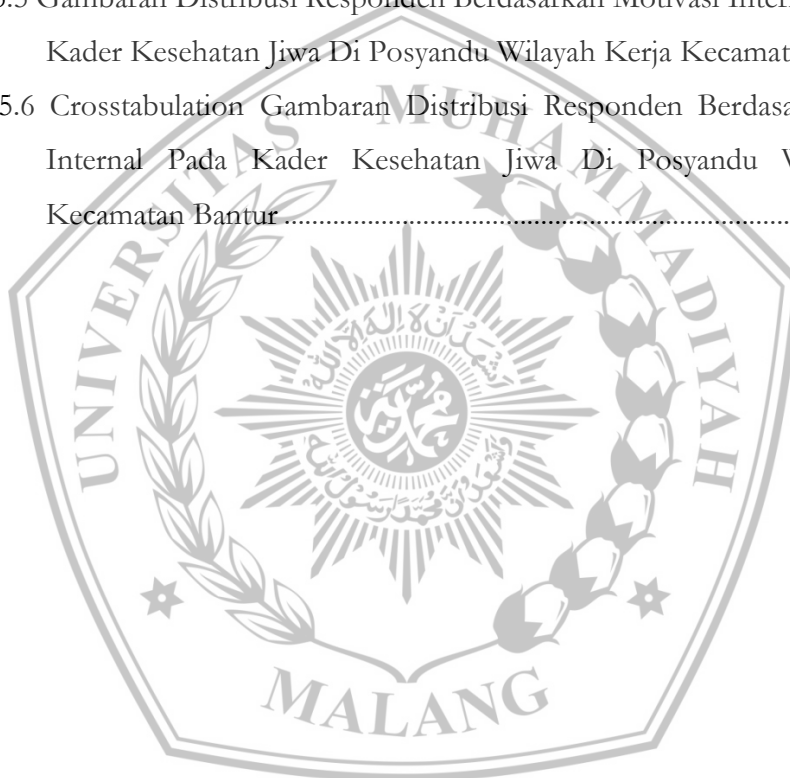 5.5 Gambaran Distribusi Responden Berdasarkan Motivasi Inter
Kader Kesehatan Jiwa Di Posyandu Wilayah Kerja Kecamat
5.6 Crosstabulation Gambaran Distribusi Responden Berdasa
Internal Pada Kader Kesehatan Jiwa Di Posyandu W
Kecamatan Bantur
UNIVERSITAS MUHAMMADIYAH
MALANG